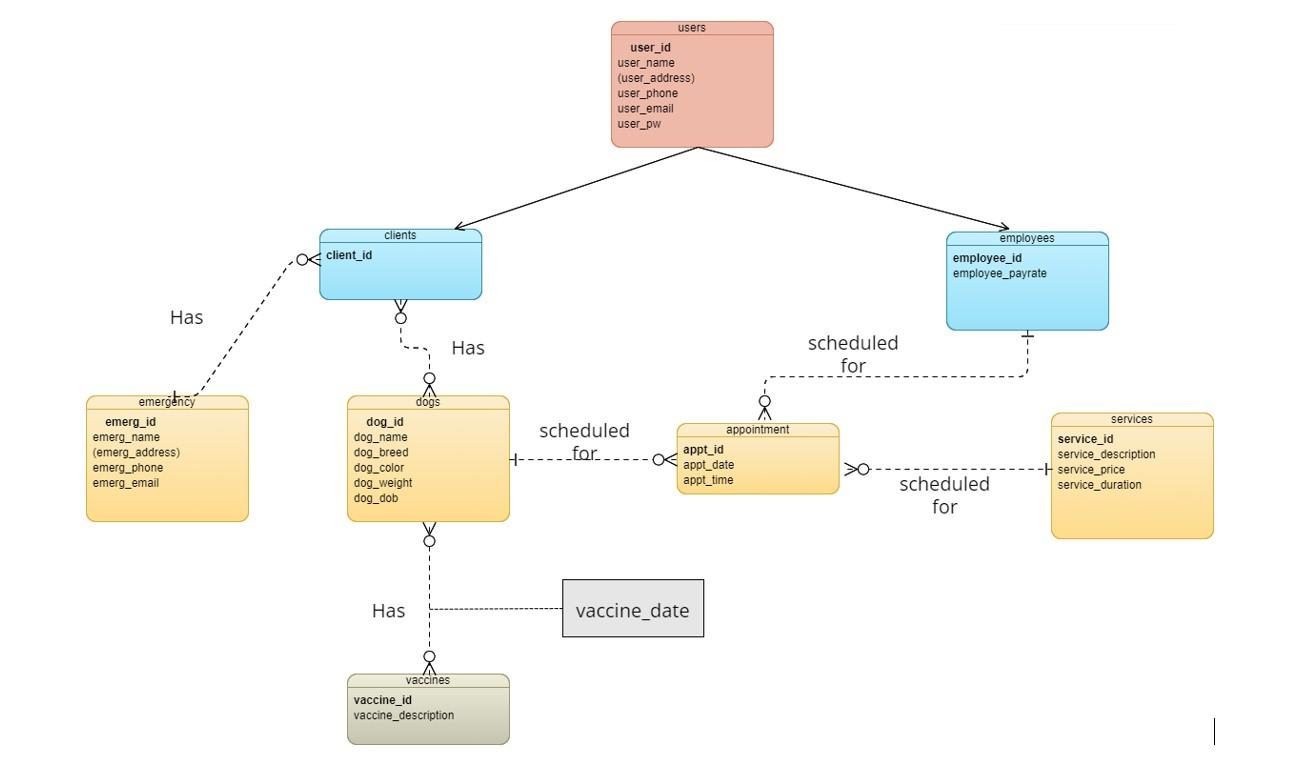 users
user_id
user_name
(user_address)
user_phone
user_email
user_pw
clients
client_id
employees
employee_id
employee_payrate
Has
Has
scheduled
for
emergency
emerg_id
emerg_name
(emerg_address)
emerg_phone
emerg_email
dogs
dog_id
dog_name
dog_breed
dog_color
dog_weight
dog_dob
scheduled
for
appointment
appt_id
appt_date
appt_time
scheduled
for
services
service_id
service_description
service_price
service_duration
Has
vaccine_date
vaccines
vaccine_id
vaccine_description